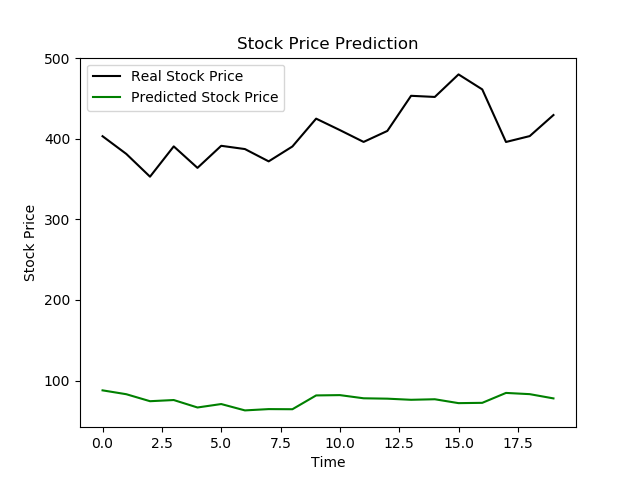 Stock Price Prediction
Real Stock Price
Predicted Stock Price
500
400
300
200
100
Stock Price
0.0 2.5 5.0 7.5 10.0 12.5 15.0 17.5
Time